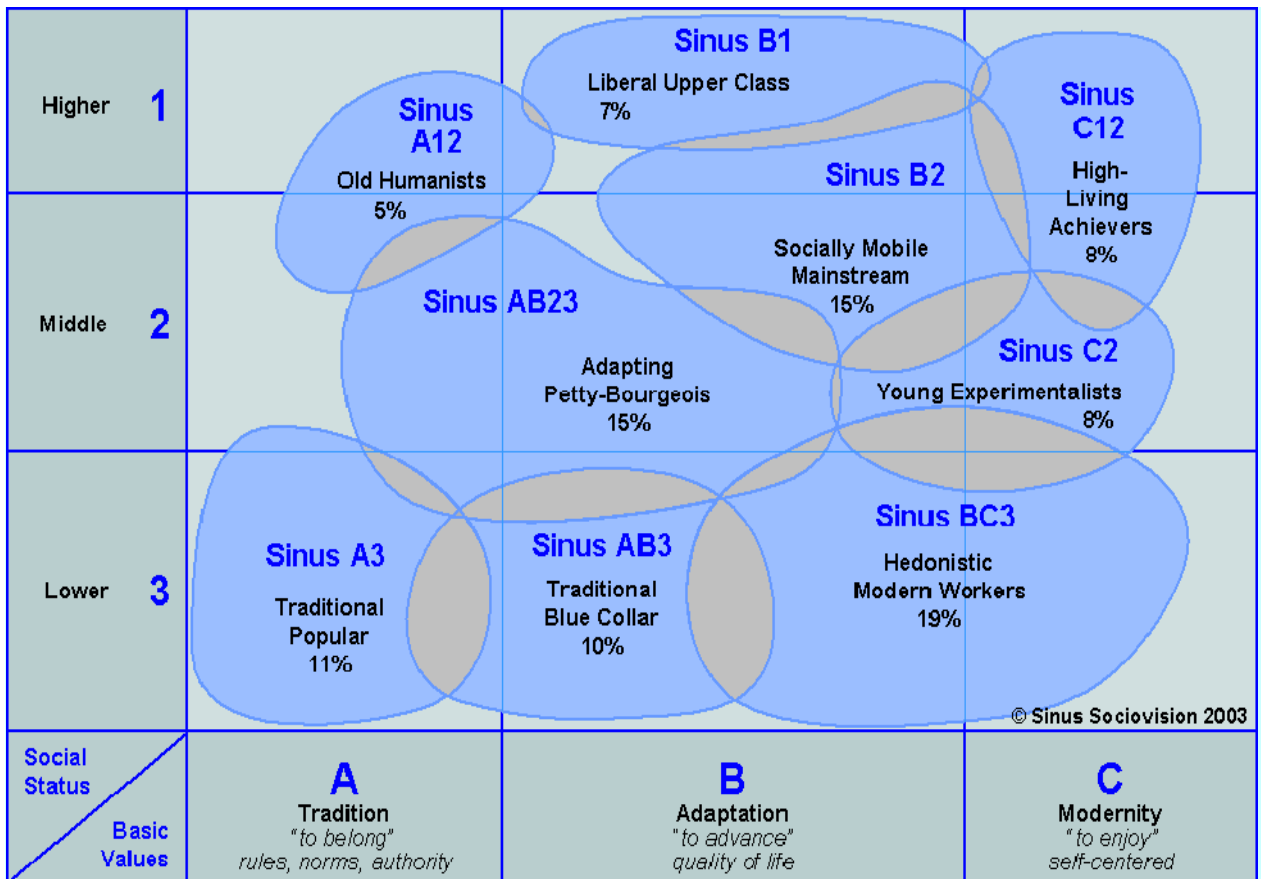 Higher 1
Sinus B1
Liberal Upper Class
7%
Sinus
A12
Old Humanists
5%
Sinus
C12
High-
Living
Achievers
8%
Sinus B2
Socially Mobile
Mainstream
15%
Middle 2
Sinus AB23
Adapting
Petty-Bourgeois
15%
Sinus C2
Young Experimentalists
8%
Lower 3
Sinus A3
Traditional
Popular
11%
Sinus AB3
Traditional
Blue Collar
10%
Sinus BC3
Hedonistic
Modern Workers
19%
© Sinus Sociovision 2003
Social
Status
Basic
Values
A
Tradition
"to belong"
rules, norms, authority
B
Adaptation
"to advance"
quality of life
C
Modernity
"to enjoy"
self-centered